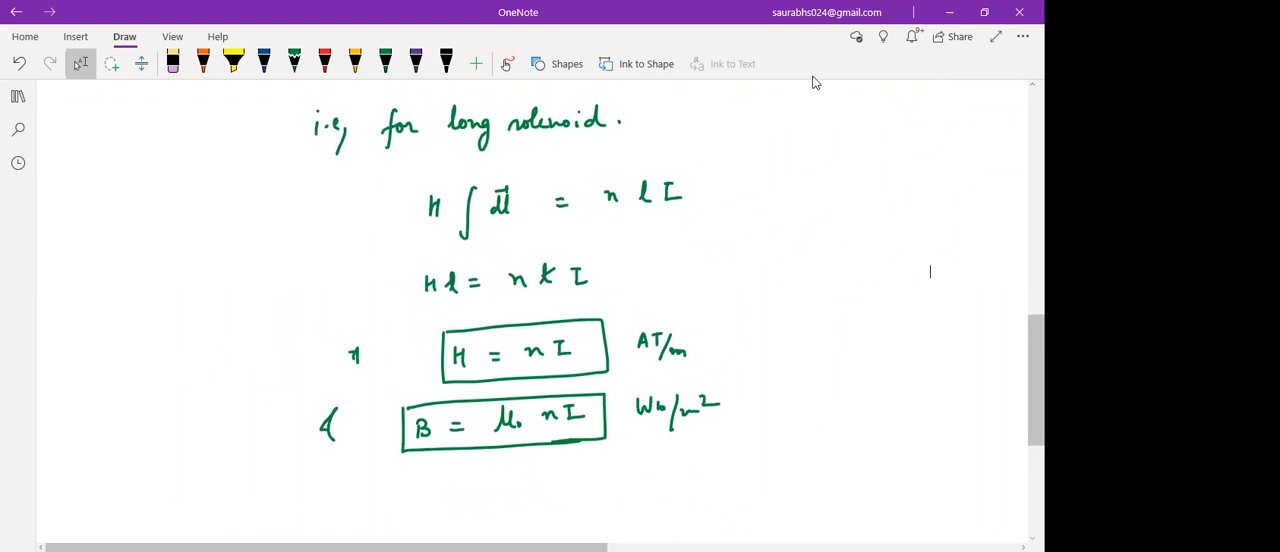 OneNote
saurabhs024@gmail.com
Home Insert Draw View Help
9+
Share
Shapes Ink to Shape Ink to Text
i.e, for long solenoid.
H ∫ dl⃗ = n l I
H l = n l I
H = n I AT/m
B = μ₀ n I Wb/m²